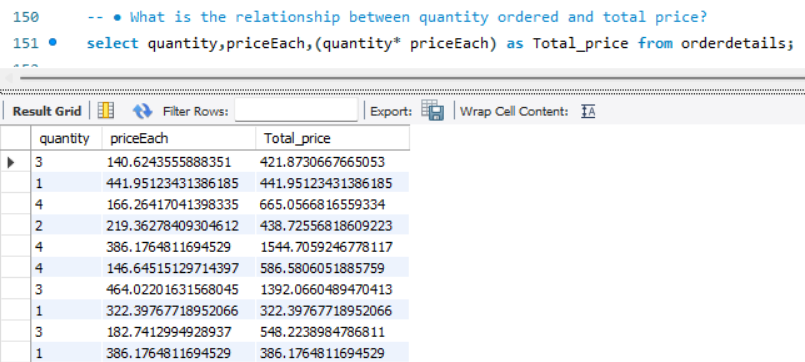 150 -- • What is the relationship between quantity ordered and total price?
151 select quantity,priceEach,(quantity* priceEach) as Total_price from orderdetails;
Result Grid Filter Rows: Export: Wrap Cell Content:
quantity priceEach Total_price
3 140.6243555888351 421.8730667665053
1 441.95123431386185 441.95123431386185
4 166.26417041398335 665.0566816559334
2 219.36278409304612 438.72556818609223
4 386.1764811694529 1544.7059246778117
4 146.64515129714397 586.5806051885759
3 464.02201631568045 1392.0660489470413
1 322.39767718952066 322.39767718952066
3 182.7412994928937 548.2238984786811
1 386.1764811694529 386.1764811694529